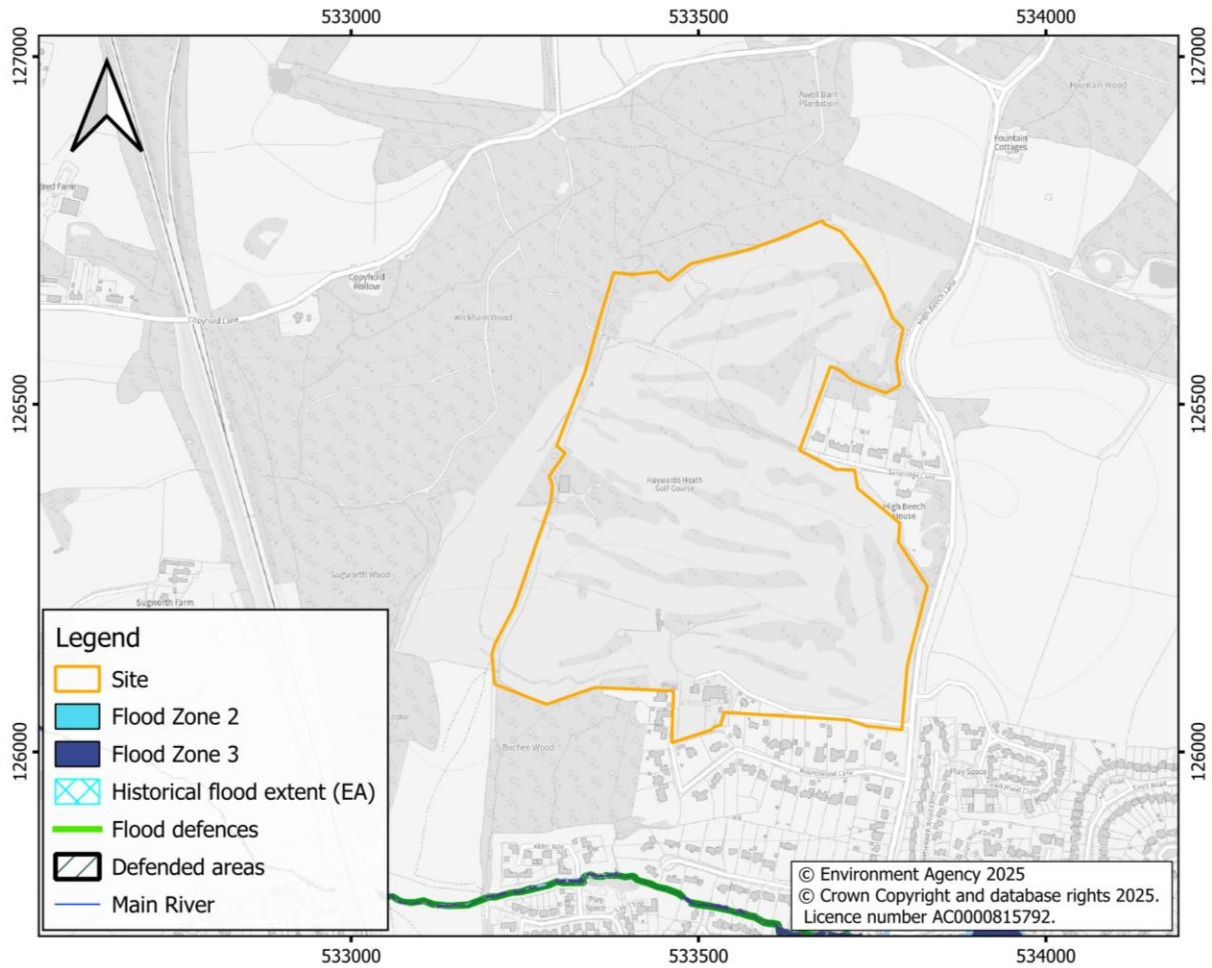 533000
533500
534000
127000
127000
Awell Barn
Plantation
Fountain Wood
Fountain
Cottages
Copyhold
Hollow
Copyhold Lane
Wickham Wood
High Beech Lane
126500
126500
Haywards Heath
Golf Course
High Beech
House
Sugworth Wood
Sugworth Farm
Legend
Site
Flood Zone 2
Flood Zone 3
Historical flood extent (EA)
Flood defences
Defended areas
Main River
126000
126000
Birchen Wood
Roundwood Lane
Play Space
Play
Space
© Environment Agency 2025
© Crown Copyright and database rights 2025.
Licence number AC0000815792.
533000
533500
534000